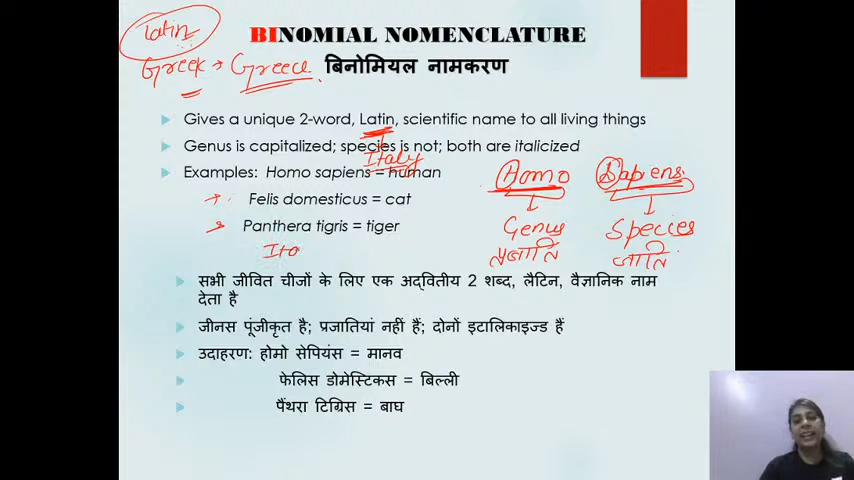 Latin
BINOMIAL NOMENCLATURE
Greek → Greece
बिनोमियल नामकरण
Gives a unique 2-word, Latin, scientific name to all living things
Genus is capitalized; species is not; both are italicized
Italy
Examples: Homo sapiens = human
Homo Sapiens
Felis domesticus = cat
Panthera tigris = tiger
Genus Species
Ita
जाति
सभी जीवित चीजों के लिए एक अद्वितीय 2 शब्द, लैटिन, वैज्ञानिक नाम
देता है
जीनस पूंजीकृत है; प्रजातियां नहीं हैं; दोनों इटालिकाइज्ड हैं
उदाहरण: होमो सेपियंस = मानव
फेलिस डोमेस्टिकस = बिल्ली
पैंथरा टिग्रिस = बाघ